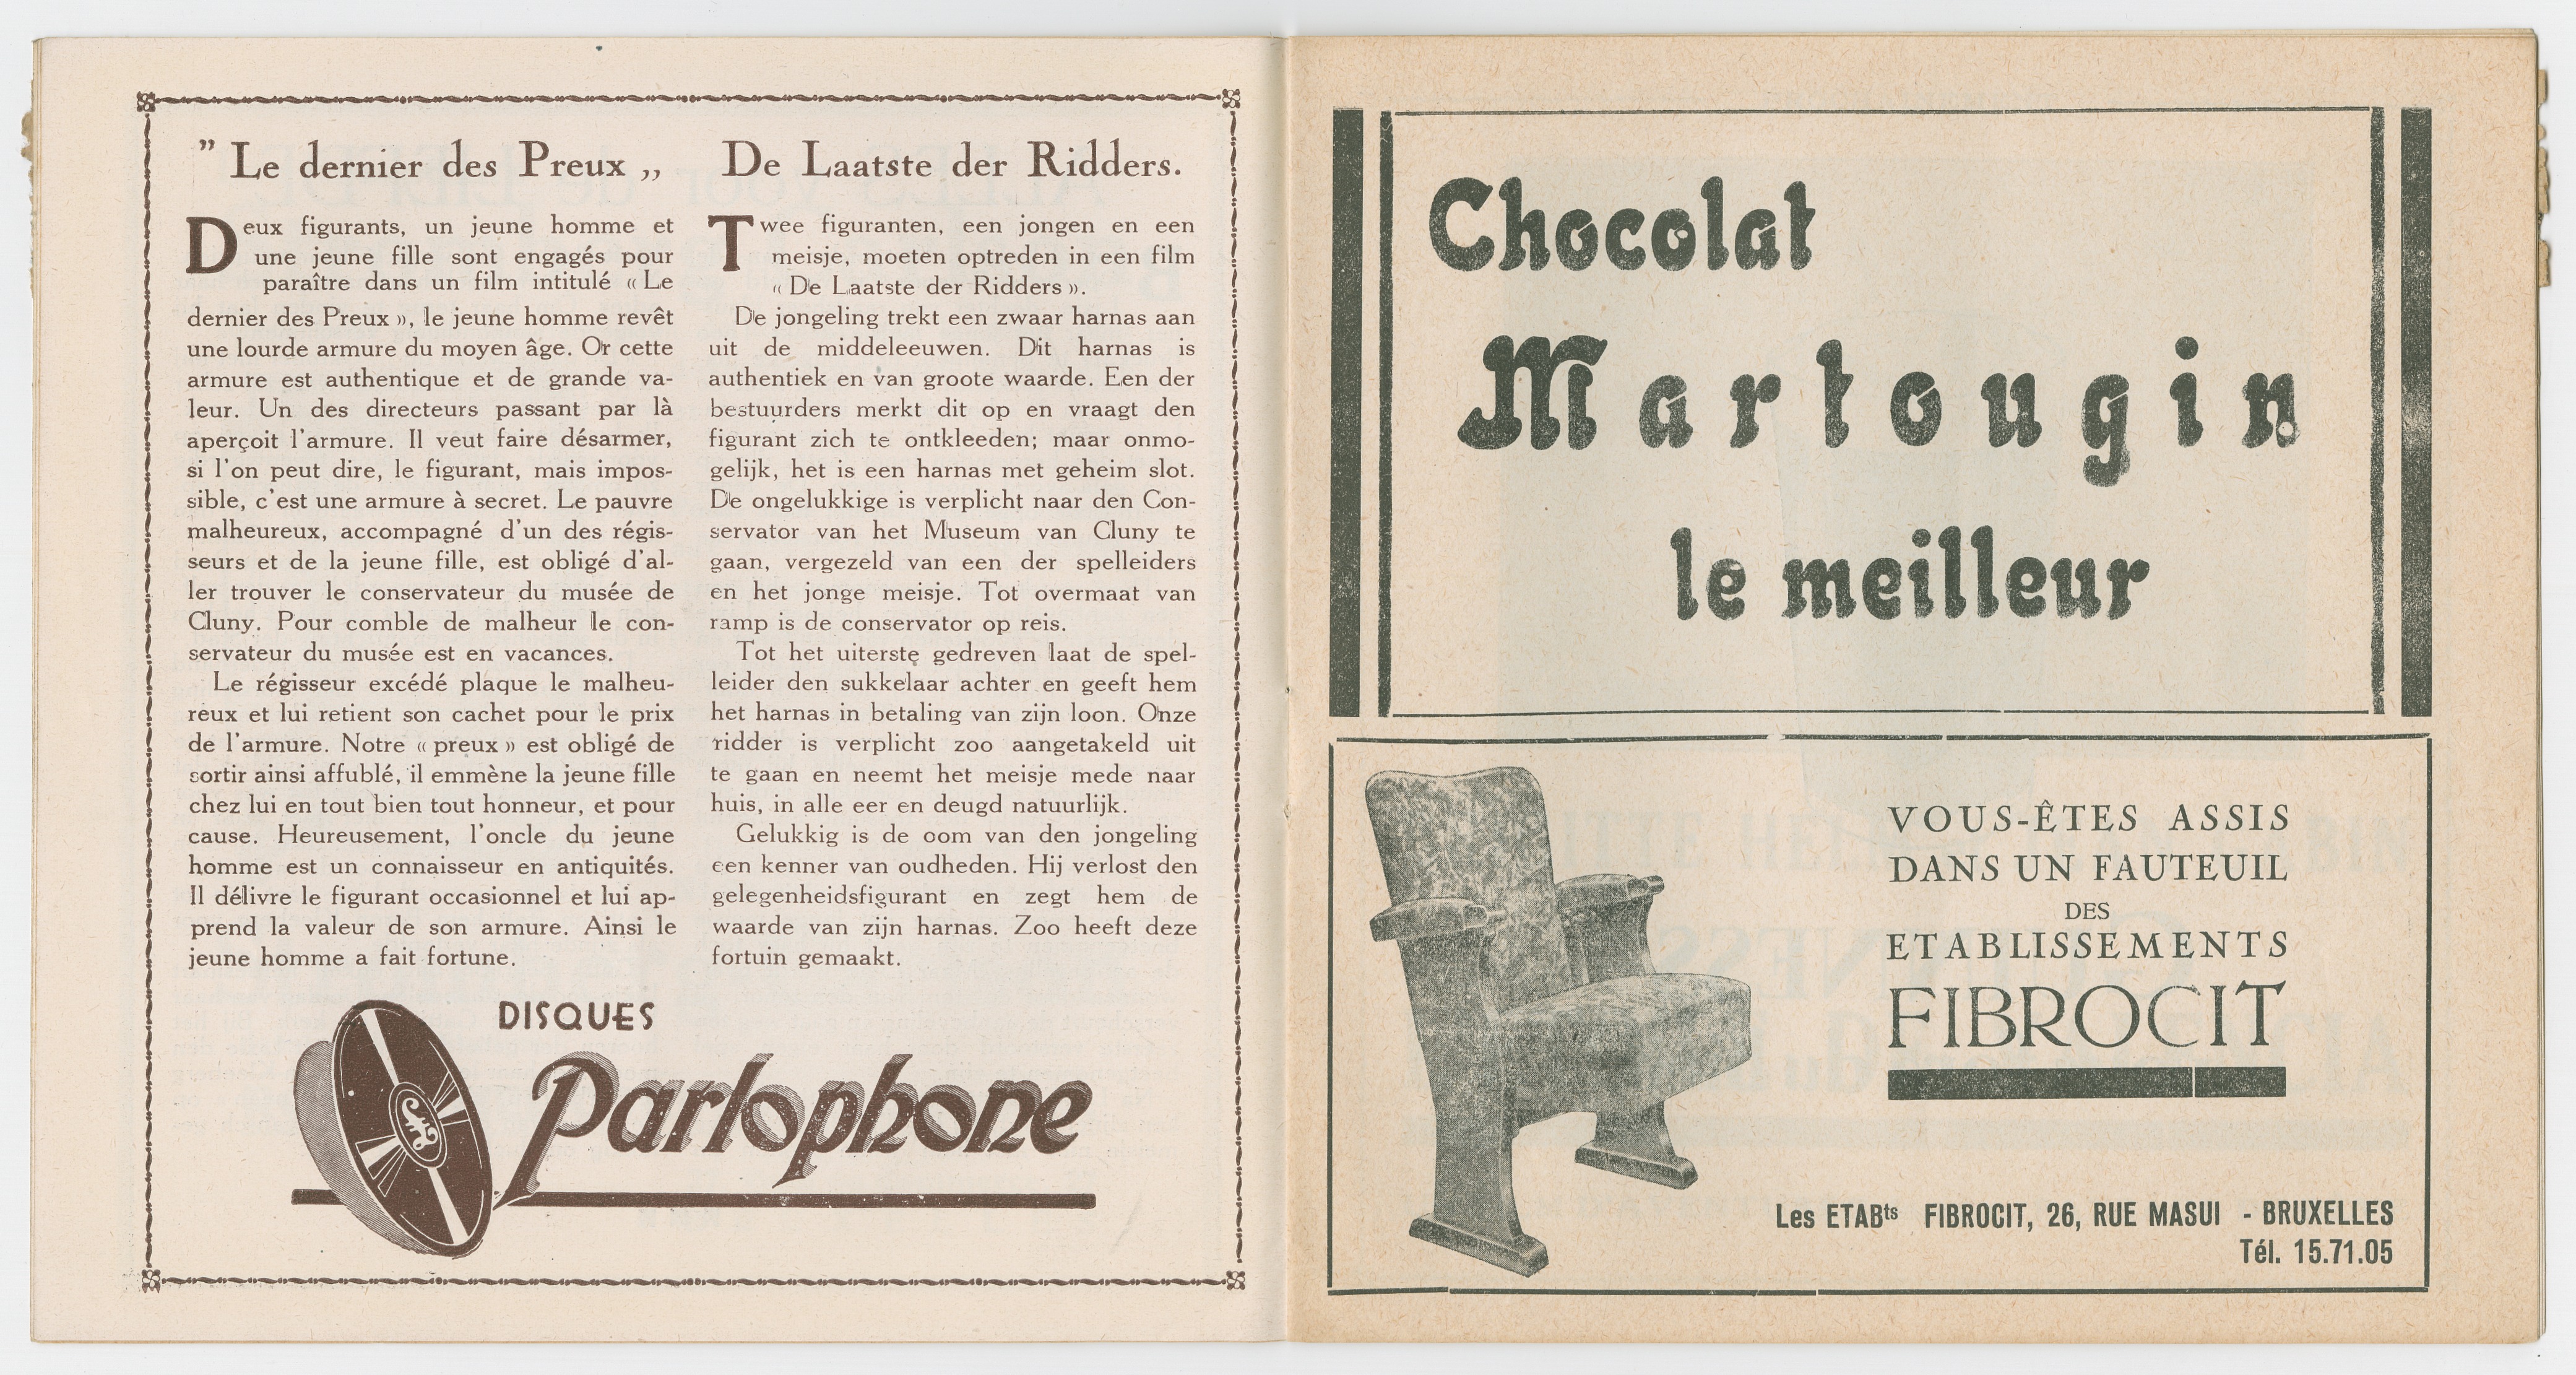 ” Le dernier des Preux „
Deux figurants, un jeune homme et
une jeune fille sont engagés pour
paraître dans un film intitulé « Le
dernier des Preux », le jeune homme revêt
une lourde armure du moyen âge. Or cette
armure est authentique et de grande va-
leur. Un des directeurs passant par là
aperçoit l'armure. Il veut faire désarmer,
si l'on peut dire, le figurant, mais impos-
sible, c'est une armure à secret. Le pauvre
malheureux, accompagné d'un des régis-
seurs et de la jeune fille, est obligé d'al-
ler trouver le conservateur du musée de
Cluny. Pour comble de malheur le con-
servateur du musée est en vacances.
Le régisseur excédé plaque le malheu-
reux et lui retient son cachet pour le prix
de l'armure. Notre « preux » est obligé de
sortir ainsi affublé, il emmène la jeune fille
chez lui en tout bien tout honneur, et pour
cause. Heureusement, l'oncle du jeune
homme est un connaisseur en antiquités.
Il délivre le figurant occasionnel et lui ap-
prend la valeur de son armure. Ainsi le
jeune homme a fait fortune.
De Laatste der Ridders.
Twee figuranten, een jongen en een
meisje, moeten optreden in een film
« De Laatste der Ridders ».
De jongeling trekt een zwaar harnas aan
uit de middeleeuwen. Dit harnas is
authentiek en van groote waarde. Een der
bestuurders merkt dit op en vraagt den
figurant zich te ontkleeden; maar onmo-
gelijk, het is een harnas met geheim slot.
De ongelukkige is verplicht naar den Con-
servator van het Museum van Cluny te
gaan, vergezeld van een der spelleiders
en het jonge meisje. Tot overmaat van
ramp is de conservator op reis.
Tot het uiterste gedreven laat de spel-
leider den sukkelaar achter en geeft hem
het harnas in betaling van zijn loon. Onze
ridder is verplicht zoo aangetakeld uit
te gaan en neemt het meisje mede naar
huis, in alle eer en deugd natuurlijk.
Gelukkig is de oom van den jongeling
een kenner van oudheden. Hij verlost den
gelegenheidsfigurant en zegt hem de
waarde van zijn harnas. Zoo heeft deze
fortuin gemaakt.
DISQUES
Parlophone
Chocolat
Martougin
le meilleur
VOUS-ÊTES ASSIS
DANS UN FAUTEUIL
DES
ETABLISSEMENTS
FIBROCIT
Les ETABts FIBROCIT, 26, RUE MASUI - BRUXELLES
Tél. 15.71.05